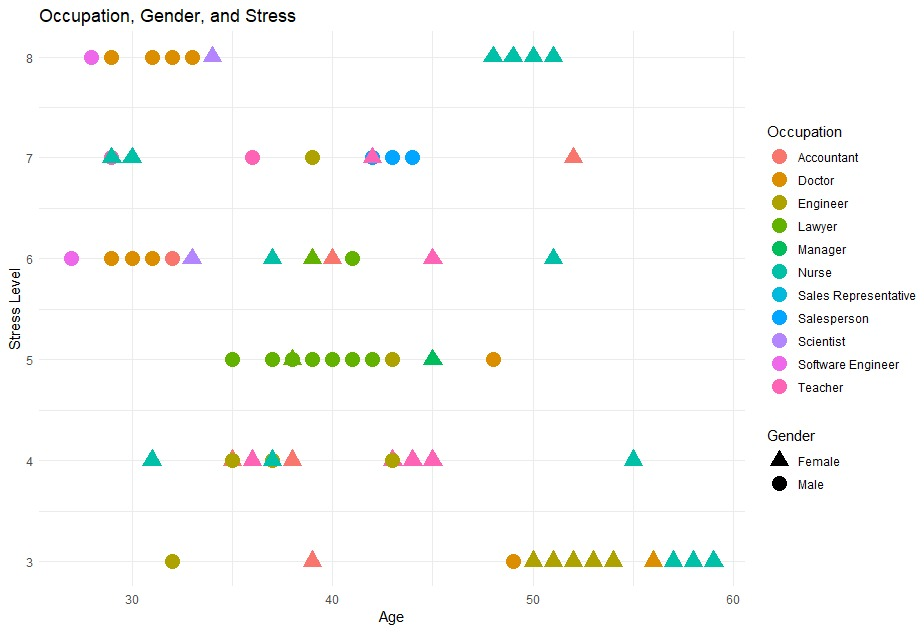 Occupation, Gender, and Stress
Stress Level
8
7
6
5
4
3
30
40
50
60
Age
Occupation
Accountant
Doctor
Engineer
Lawyer
Manager
Nurse
Sales Representative
Salesperson
Scientist
Software Engineer
Teacher
Gender
Female
Male